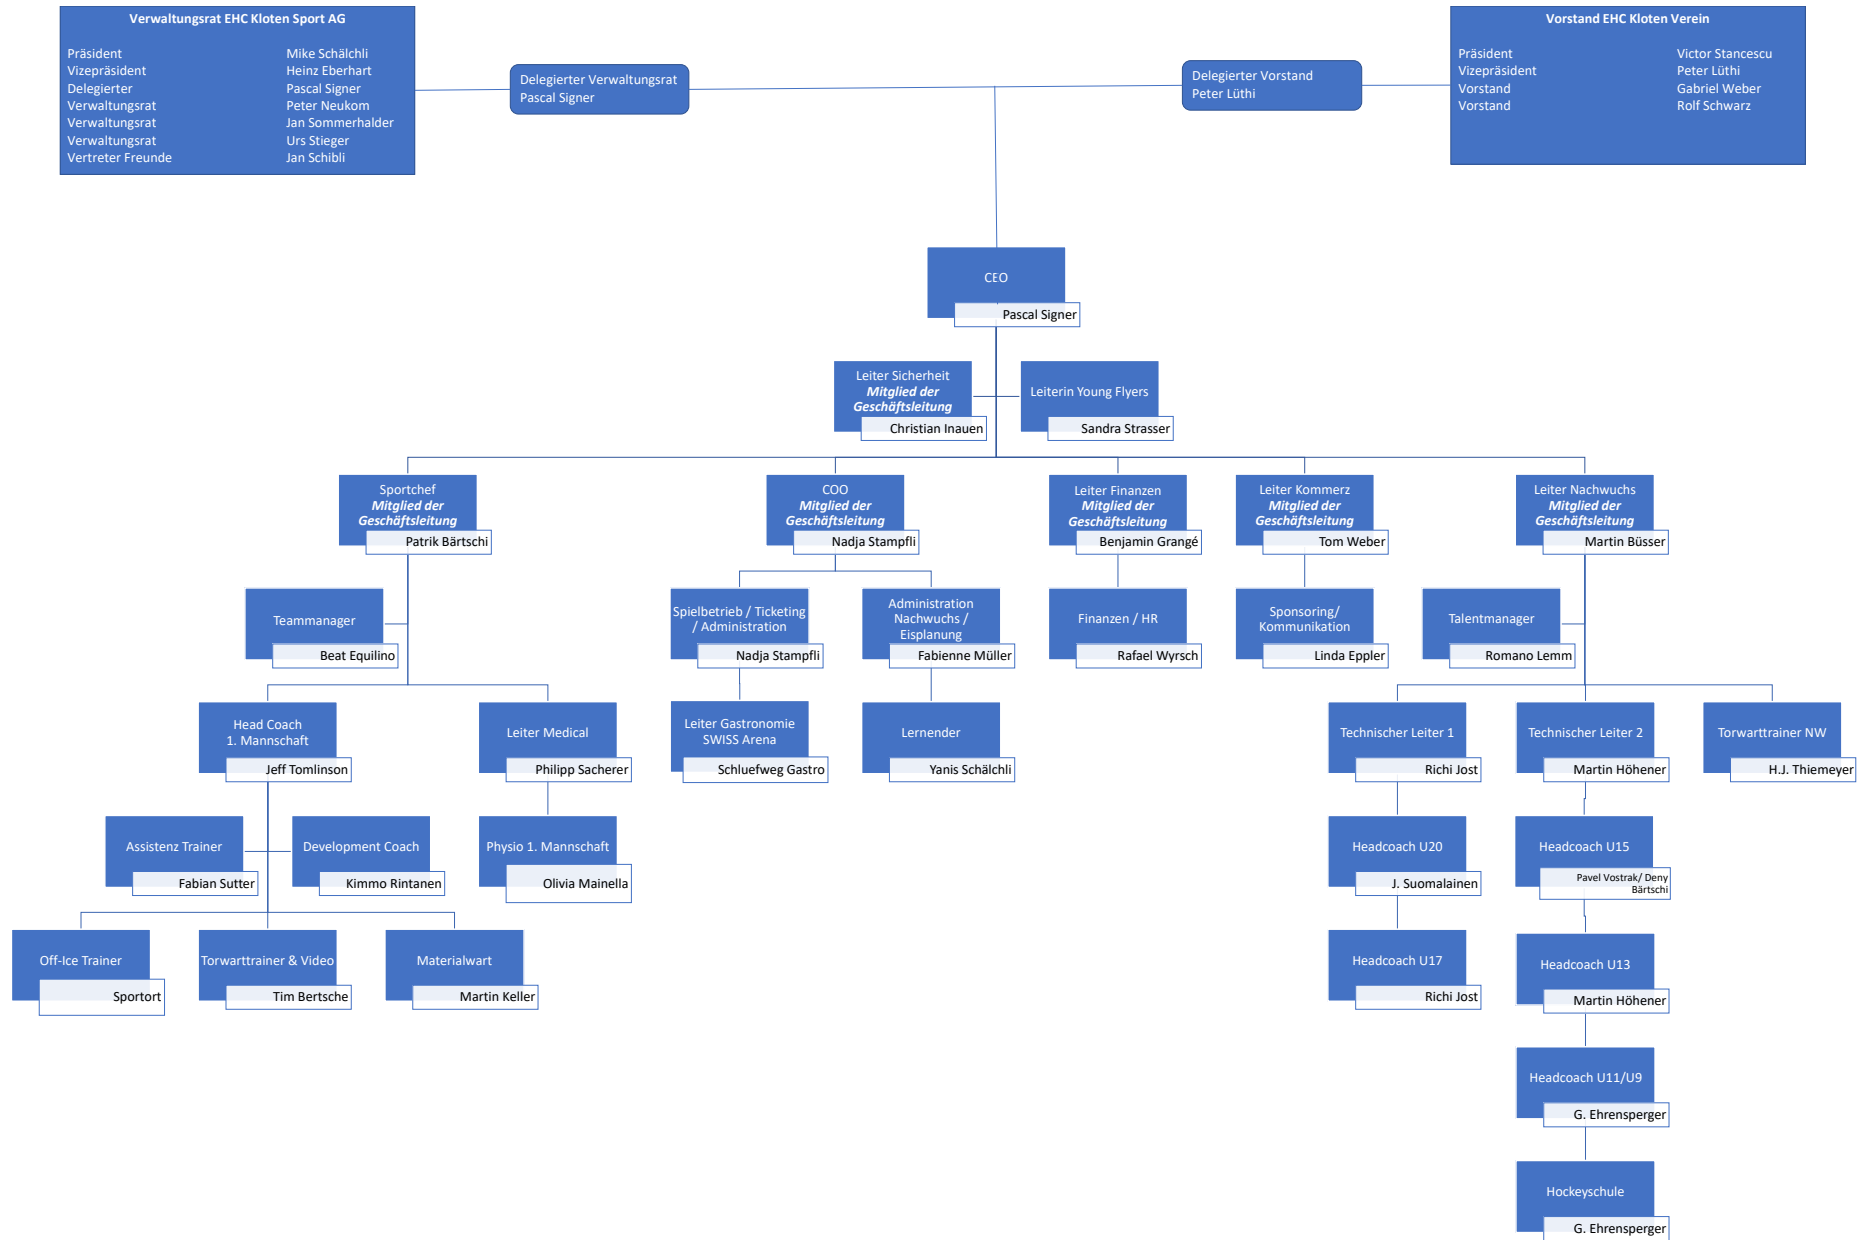 Verwaltungsrat EHC Kloten Sport AG
Präsident Mike Schälchli
Vizepräsident Heinz Eberhart
Delegierter Pascal Signer
Verwaltungsrat Peter Neukom
Verwaltungsrat Jan Sommerhalder
Verwaltungsrat Urs Stieger
Vertreter Freunde Jan Schibli
Delegierter Verwaltungsrat
Pascal Signer
Delegierter Vorstand
Peter Lüthi
Vorstand EHC Kloten Verein
Präsident Victor Stancescu
Vizepräsident Peter Lüthi
Vorstand Gabriel Weber
Vorstand Rolf Schwarz
CEO
Pascal Signer
Leiter Sicherheit
Mitglied der
Geschäftsleitung
Christian Inauen
Leiterin Young Flyers
Sandra Strasser
Sportchef
Mitglied der
Geschäftsleitung
Patrik Bärtschi
COO
Mitglied der
Geschäftsleitung
Nadja Stampfli
Leiter Finanzen
Mitglied der
Geschäftsleitung
Benjamin Grangé
Leiter Kommerz
Mitglied der
Geschäftsleitung
Tom Weber
Leiter Nachwuchs
Mitglied der
Geschäftsleitung
Martin Büsser
Teammanager
Beat Equilino
Spielbetrieb / Ticketing
/ Administration
Nadja Stampfli
Administration
Nachwuchs /
Eisplanung
Fabienne Müller
Finanzen / HR
Rafael Wyrsch
Sponsoring/
Kommunikation
Linda Eppler
Talentmanager
Romano Lemm
Head Coach
1. Mannschaft
Jeff Tomlinson
Leiter Medical
Philipp Sacherer
Leiter Gastronomie
SWISS Arena
Schluefweg Gastro
Lernender
Yanis Schälchli
Technischer Leiter 1
Richi Jost
Technischer Leiter 2
Martin Höhener
Torwarttrainer NW
H.J. Thiemeyer
Assistenz Trainer
Fabian Sutter
Development Coach
Kimmo Rintanen
Physio 1. Mannschaft
Olivia Mainella
Headcoach U20
J. Suomalainen
Headcoach U15
Pavel Vostrak/ Deny
Bärtschi
Off-Ice Trainer
Sportort
Torwarttrainer & Video
Tim Bertsche
Materialwart
Martin Keller
Headcoach U17
Richi Jost
Headcoach U13
Martin Höhener
Headcoach U11/U9
G. Ehrensperger
Hockeyschule
G. Ehrensperger